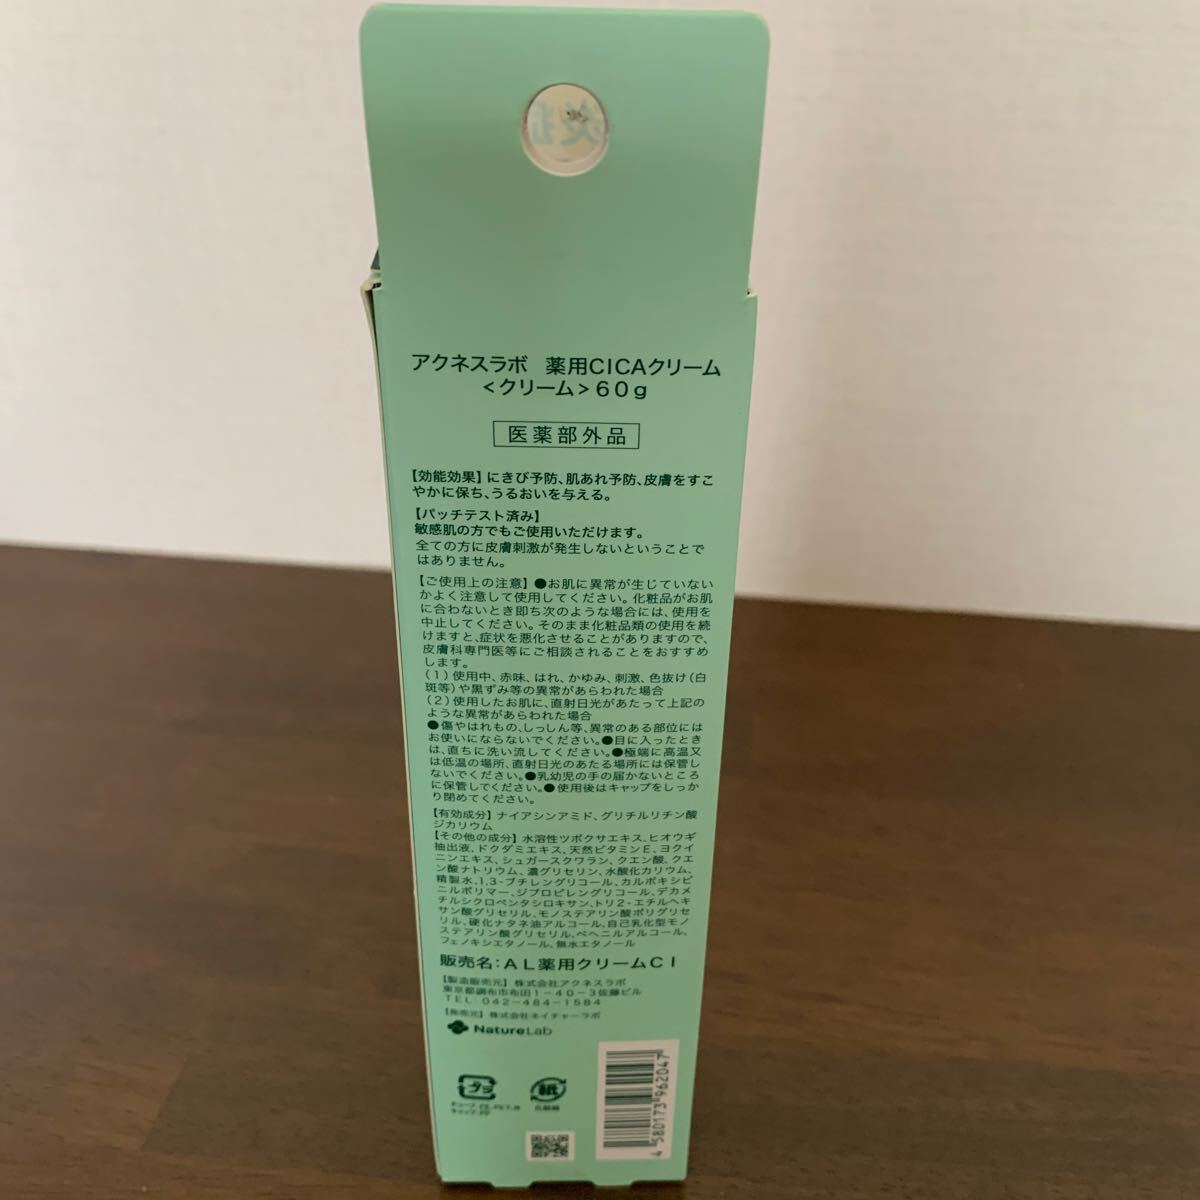 アクネスラボ 薬用CICAクリーム
<クリーム>60g
医薬部外品
【効能効果】にきび予防、肌あれ予防、皮膚をすこ
やかに保ち、うるおいを与える。
【パッチテスト済み】
敏感肌の方でもご使用いただけます。
全ての方に皮膚刺激が発生しないということで
はありません。
【ご使用上の注意】●お肌に異常が生じていない
かよく注意して使用してください。化粧品がお肌
に合わないとき即ち次のような場合には、使用を
中止してください。そのまま化粧品類の使用を続
けますと、症状を悪化させることがありますので、
皮膚科専門医等にご相談されることをおすすめ
します。
(1)使用中、赤味、はれ、かゆみ、刺激、色抜け(白
斑等)や黒ずみ等の異常があらわれた場合
(2)使用したお肌に、直射日光があたって上記の
ような異常があらわれた場合
●傷やはれもの、しっしん等、異常のある部位には
お使いにならないでください。●目に入ったとき
は、直ちに洗い流してください。●極端に高温又
は低温の場所、直射日光のあたる場所には保管し
ないでください。●乳幼児の手の届かないところ
に保管してください。●使用後はキャップをしっか
り閉めてください。
【有効成分】ナイアシンアミド、グリチルリチン酸
ジカリウム
【その他の成分】水溶性ツボクサエキス、ヒオウギ
抽出液、ドクダミエキス、天然ビタミンE、ヨクイ
ニンエキス、シュガースクワラン、クエン酸、クエ
ン酸ナトリウム、濃グリセリン、水酸化カリウム、
精製水、1,3-ブチレングリコール、カルボキシビ
ニルポリマー、ジプロピレングリコール、デカメ
チルシクロペンタシロキサン、トリ2-エチルヘキ
サン酸グリセリル、モノステアリン酸ポリグリセ
リル、硬化ナタネ油アルコール、自己乳化型モノ
ステアリン酸グリセリル、ベヘニルアルコール、
フェノキシエタノール、無水エタノール
販売名:AL薬用クリームCI
【製造販売元】株式会社アクネスラボ
東京都調布市布田1-40-3佐藤ビル
TEL:042-484-1584
【発売元】株式会社ネイチャーラボ
NatureLab
プラ
紙
チューブ:PE,PET,M
キャップ:PP
化粧箱
4 580173 962047